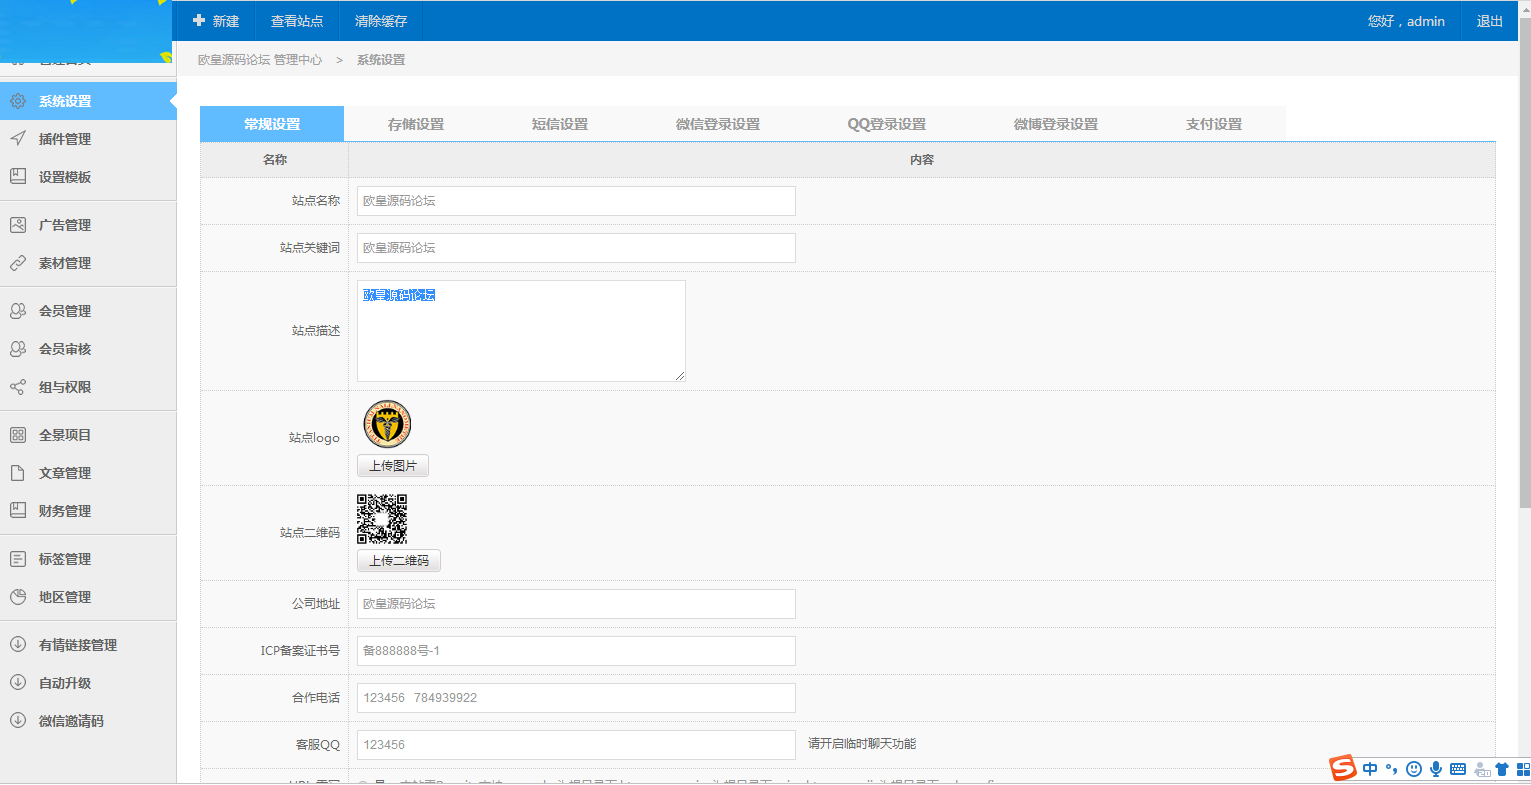 新建 查看站点 清除缓存 您好，admin 退出
欧皇源码论坛 管理中心 > 系统设置
系统设置
插件管理
设置模板
广告管理
素材管理
会员管理
会员审核
组与权限
全景项目
文章管理
财务管理
标签管理
地区管理
有情链接管理
自动升级
微信邀请码
常规设置 存储设置 短信设置 微信登录设置 QQ登录设置 微博登录设置 支付设置
名称 内容
站点名称 欧皇源码论坛
站点关键词 欧皇源码论坛
站点描述 欧皇源码论坛
站点logo
上传图片
站点二维码
上传二维码
公司地址 欧皇源码论坛
ICP备案证书号 备888888号-1
合作电话 123456 784939922
客服QQ 123456 请开启临时聊天功能
中